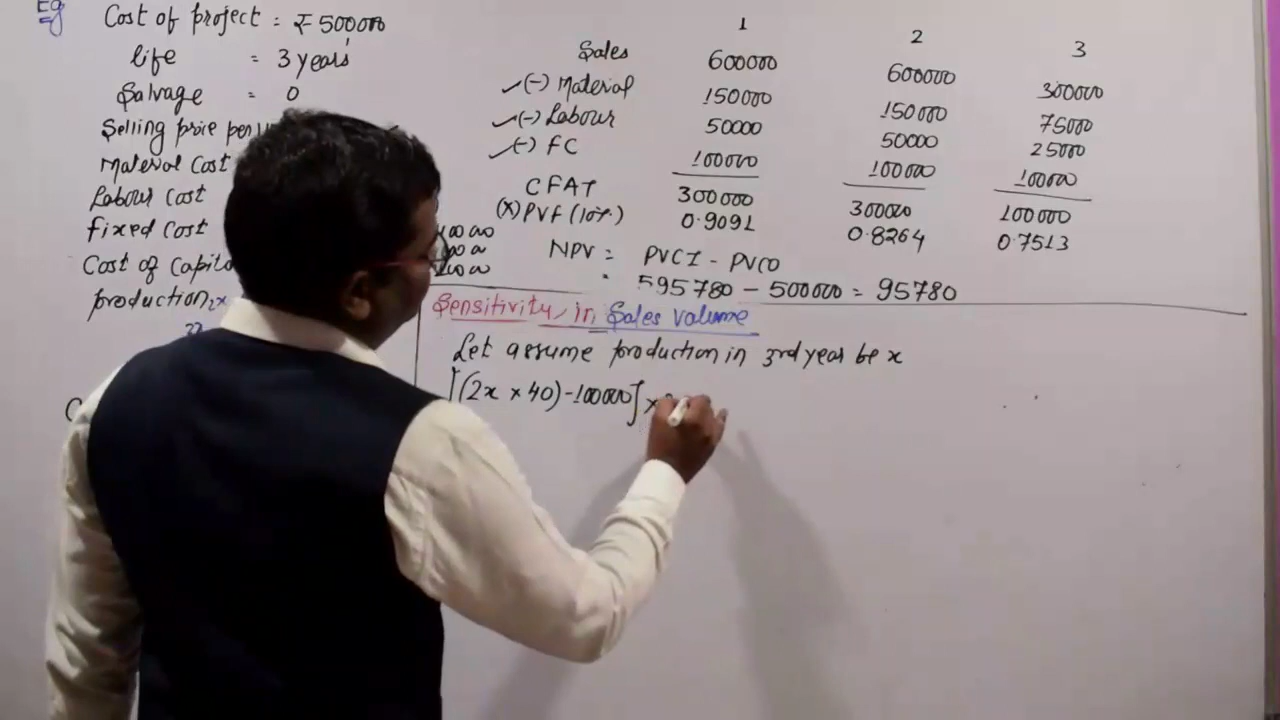 Eg
Cost of project = ₹ 500000
life = 3 years
Salvage = 0
Selling price per
Material Cost
Labour Cost
Fixed Cost
Cost of Capital
production 2x
1 2 3
Sales 600000 600000 300000
✓ (-) Material 150000 150000 75000
✓ (-) Labour 50000 50000 25000
✓ (-) FC 100000 100000 100000
CFAT 300000 300000 100000
(x) PVF (10%) 0.9091 0.8264 0.7513
NPV = PVCI - PVCO
= 595780 - 500000 = 95780
Sensitivity in Sales volume
Let assume production in 3rd year be x
[(2x × 40) - 100000] ×